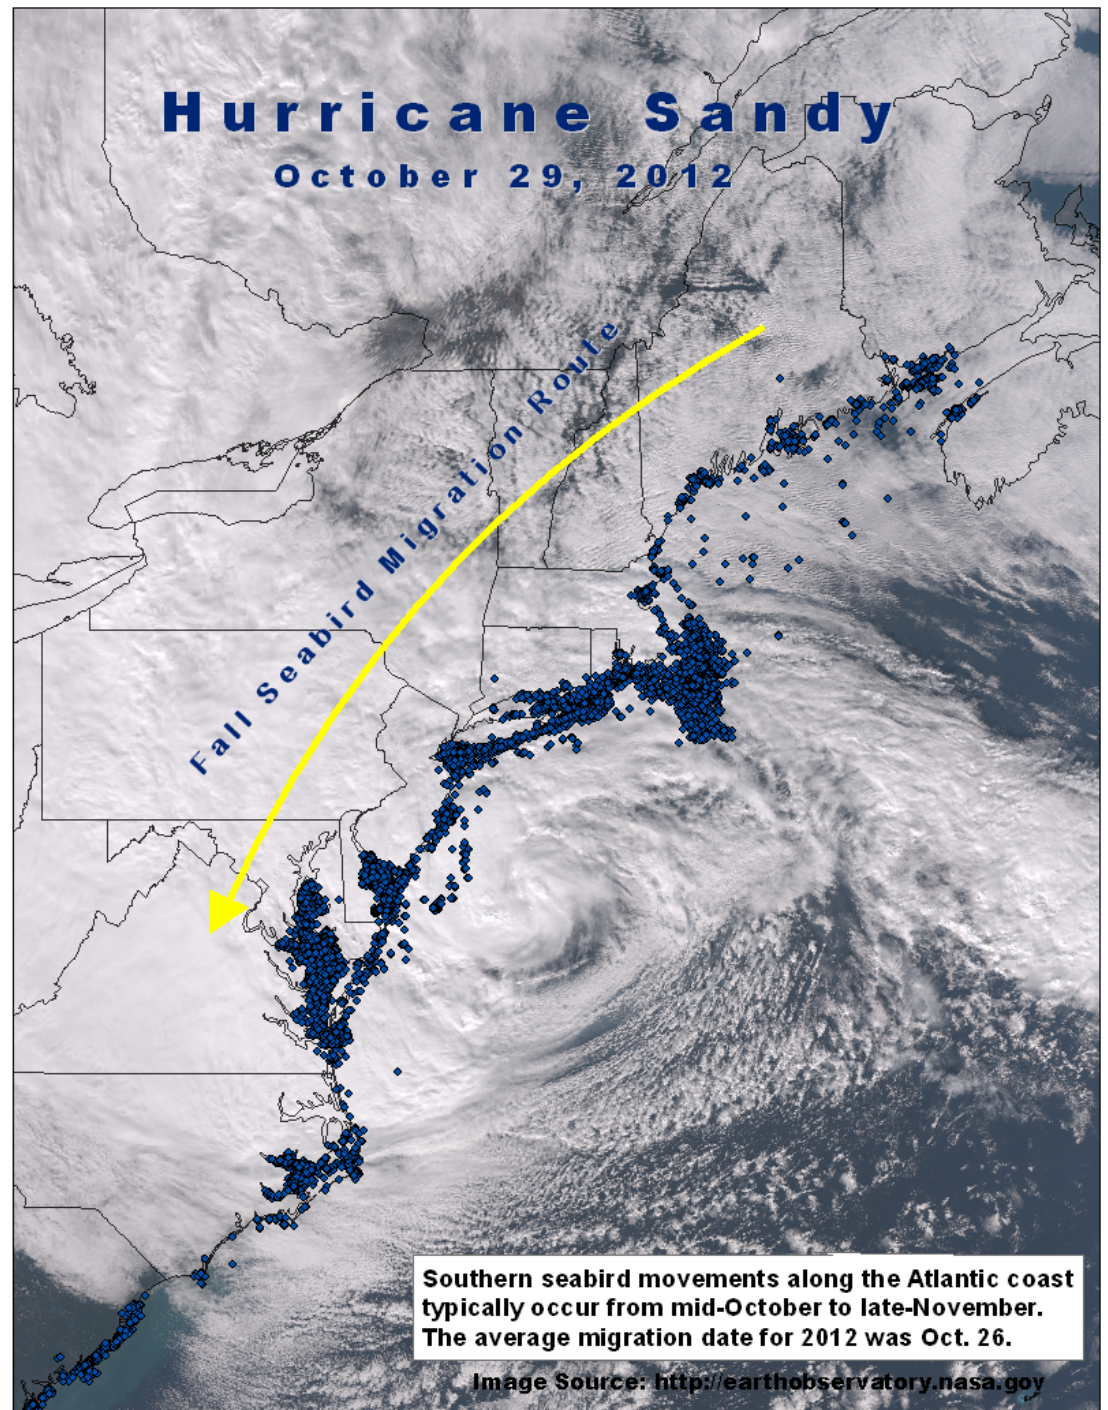 Hurricane Sandy
October 29, 2012
Fall Seabird Migration Route
Southern seabird movements along the Atlantic coast
typically occur from mid-October to late-November.
The average migration date for 2012 was Oct. 26.
Image Source: http://earthobservatory.nasa.gov